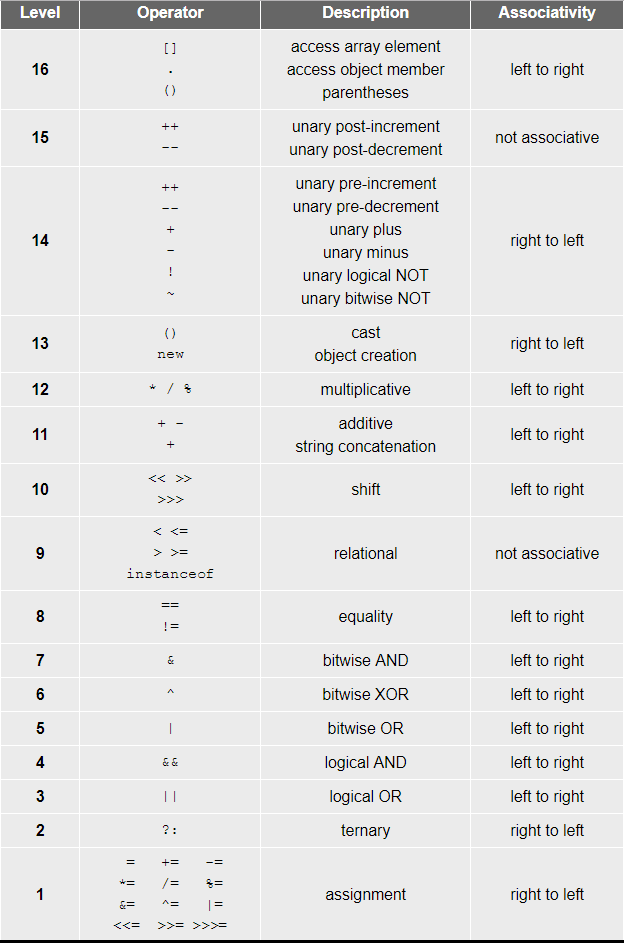 Level Operator Description Associativity
16 [] access array element left to right
. access object member
() parentheses
15 ++ unary post-increment not associative
-- unary post-decrement
14 ++ unary pre-increment right to left
-- unary pre-decrement
+ unary plus
- unary minus
! unary logical NOT
~ unary bitwise NOT
13 () cast right to left
new object creation
12 * / % multiplicative left to right
11 + - additive left to right
+ string concatenation
10 << >> shift left to right
>>>
9 < <= relational not associative
> >=
instanceof
8 == equality left to right
!=
7 & bitwise AND left to right
6 ^ bitwise XOR left to right
5 | bitwise OR left to right
4 && logical AND left to right
3 || logical OR left to right
2 ?: ternary right to left
1 = += -= assignment right to left
*= /= %=
&= ^= |=
<<= >>= >>>=